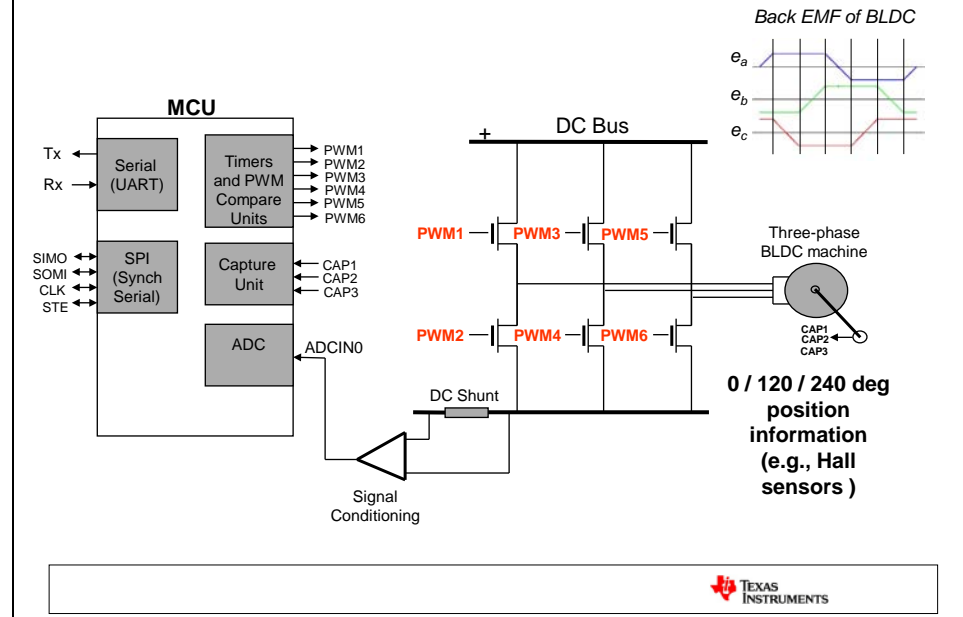 Back EMF of BLDC
ea
eb
ec
MCU
Tx
Rx
Serial
(UART)
Timers
and PWM
Compare
Units
PWM1
PWM2
PWM3
PWM4
PWM5
PWM6
SIMO
SOMI
CLK
STE
SPI
(Synch
Serial)
Capture
Unit
CAP1
CAP2
CAP3
ADC
ADCIN0
+
DC Bus
PWM1
PWM3
PWM5
PWM2
PWM4
PWM6
DC Shunt
Signal
Conditioning
Three-phase
BLDC machine
CAP1
CAP2
CAP3
0 / 120 / 240 deg
position
information
(e.g., Hall
sensors )
TEXAS
INSTRUMENTS